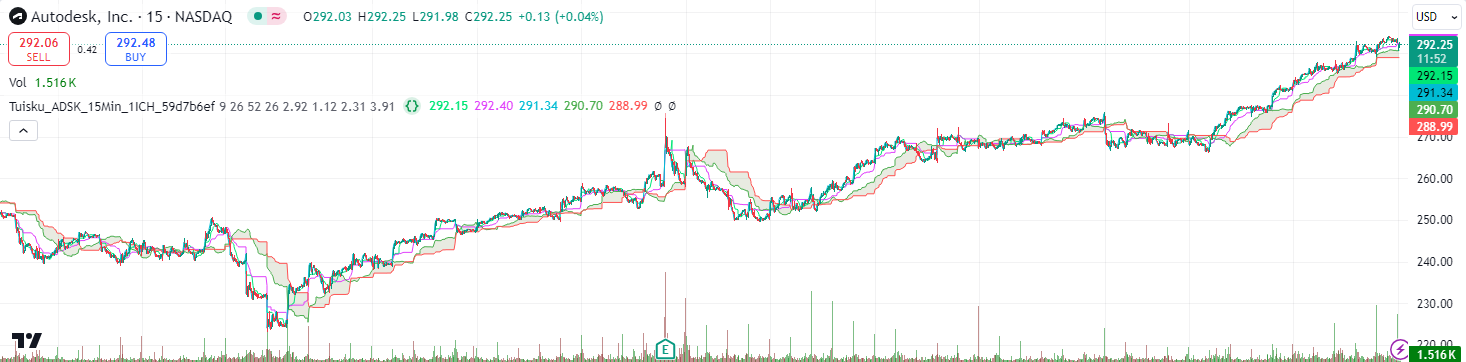 Autodesk, Inc. · 15 · NASDAQ O292.03 H292.25 L291.98 C292.25 +0.13 (+0.04%)
USD
292.06 0.42 292.48
SELL BUY
Vol 1.516 K
Tuisku_ADSK_15Min_1ICH_59d7b6ef 9 26 52 26 2.92 1.12 2.31 3.91 {} 292.15 292.40 291.34 290.70 288.99 Ø Ø
292.25
11:52
292.15
291.34
290.70
288.99
270.00
260.00
250.00
240.00
230.00
220.00
1.516 K
E